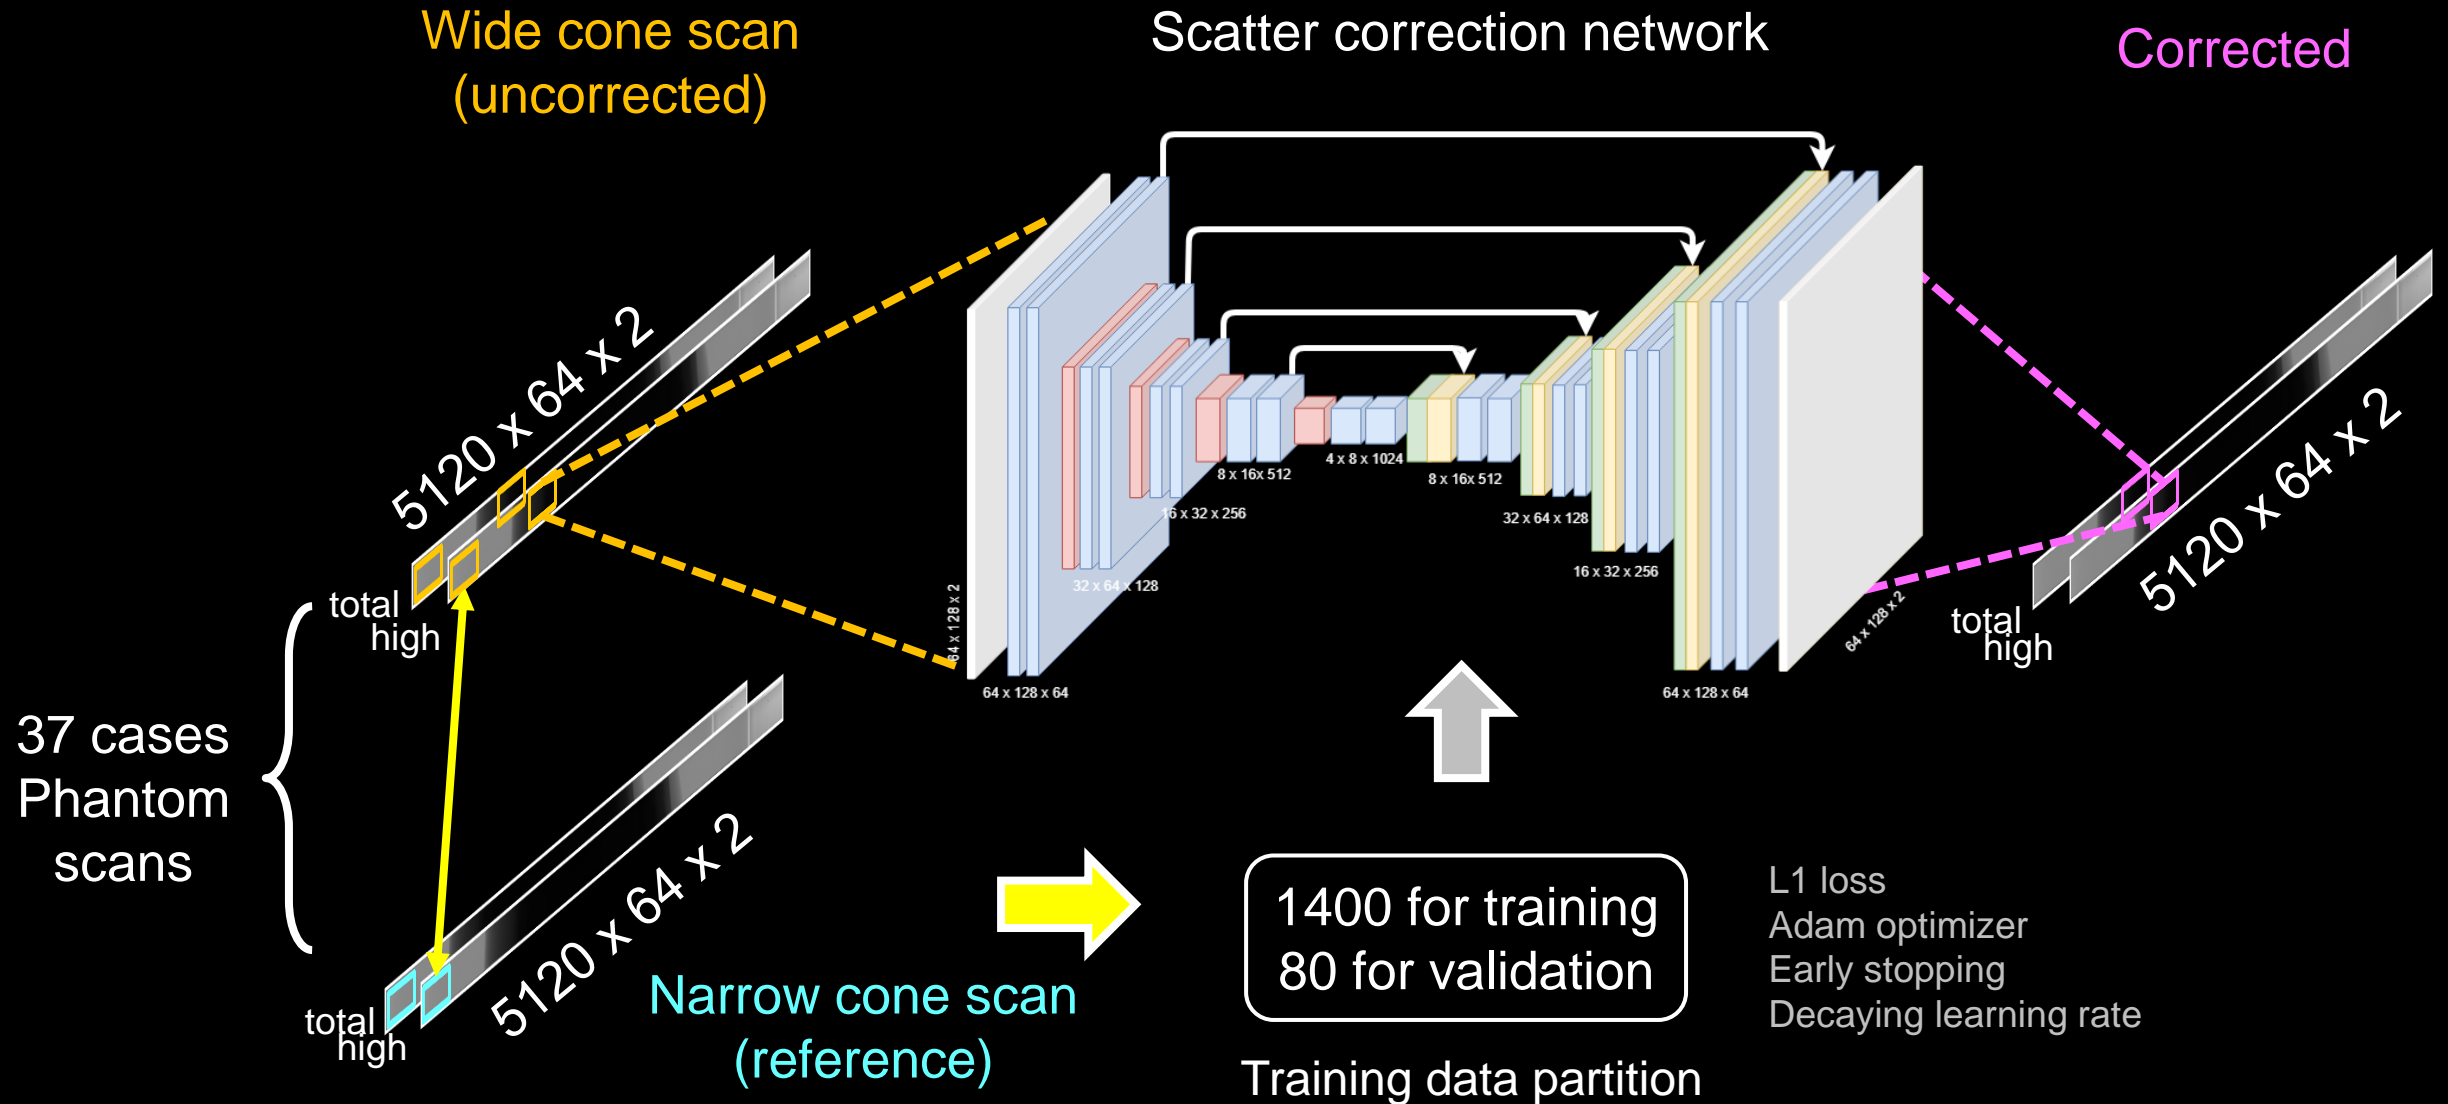 Wide cone scan
(uncorrected)
Scatter correction network
Corrected
5120 x 64 x 2
total
high
37 cases
Phantom
scans
5120 x 64 x 2
total
high
Narrow cone scan
(reference)
64 x 128 x 2
64 x 128 x 64
32 x 64 x 128
16 x 32 x 256
8 x 16x 512
4 x 8 x 1024
8 x 16x 512
32 x 64 x 128
16 x 32 x 256
64 x 128 x 64
64 x 128 x 2
5120 x 64 x 2
total
high
1400 for training
80 for validation
Training data partition
L1 loss
Adam optimizer
Early stopping
Decaying learning rate